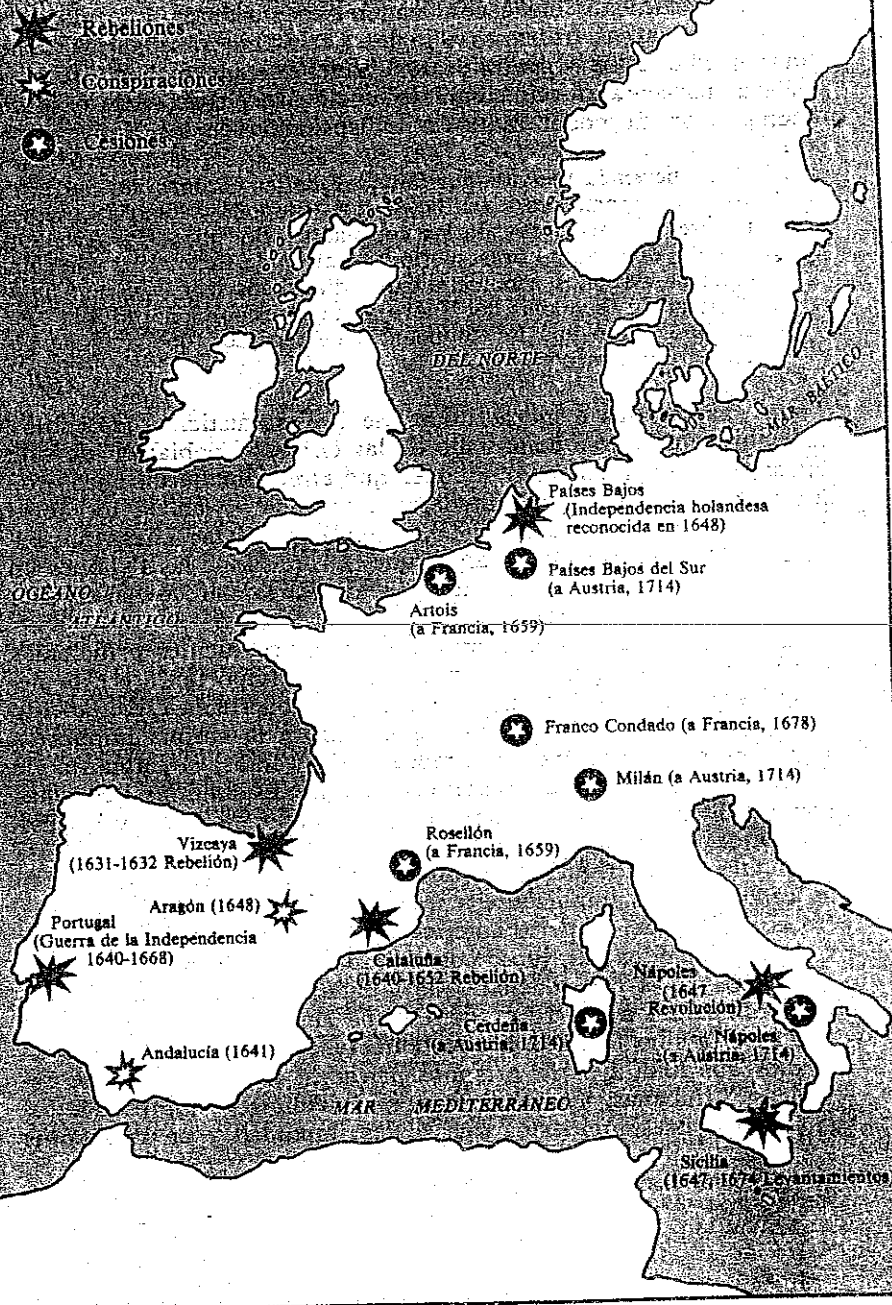 Rebeliones
Conspiraciones
Cesiones
DEL NORTE
MAR BÁLTICO
Países Bajos
(Independencia holandesa
reconocida en 1648)
Países Bajos del Sur
(a Austria, 1714)
OCÉANO
ATLÁNTICO
Artois
(a Francia, 1659)
Franco Condado (a Francia, 1678)
Milán (a Austria, 1714)
Rosellón
(a Francia, 1659)
Vizcaya
(1631-1632 Rebelión)
Aragón (1648)
Portugal
(Guerra de la Independencia
1640-1668)
Cataluña
(1640-1652 Rebelión)
Nápoles
(1647
Revolución)
Cerdeña
(a Austria, 1714)
Nápoles
(a Austria, 1714)
Andalucía (1641)
MAR MEDITERRÁNEO
Sicilia
(1647, 1674 Levantamientos